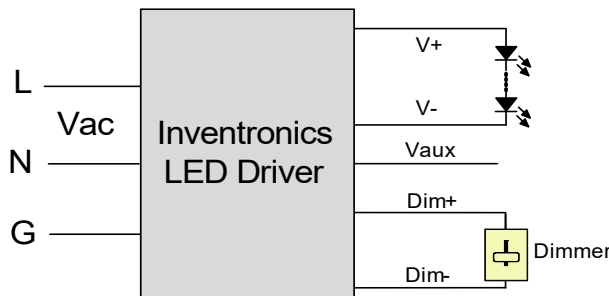 L
Vac
N
G
Inventronics
LED Driver
V+
V-
Vaux
Dim+
Dim-
Dimmer